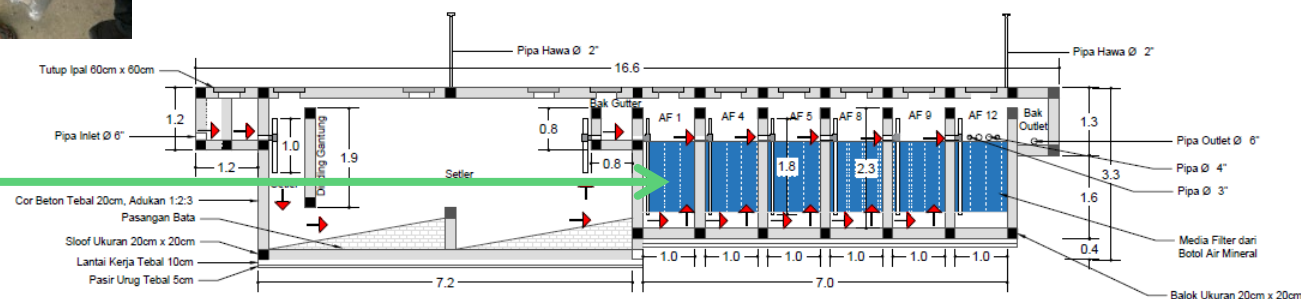 Pipa Hawa Ø 2"
Pipa Hawa Ø 2"
Tutup Ipal 60cm x 60cm
16.6
1.2
Pipa Inlet Ø 6"
1.2
1.0
Dinding Gantung
1.9
Setler
0.8
Bak Gutter
0.8
AF 1
AF 4
AF 5
AF 8
AF 9
AF 12
Bak
Outlet
1.3
Pipa Outlet Ø 6"
Pipa Ø 4"
3.3
Pipa Ø 3"
1.8
2.3
1.6
Cor Beton Tebal 20cm, Adukan 1:2:3
Pasangan Bata
Sloof Ukuran 20cm x 20cm
Lantai Kerja Tebal 10cm
Pasir Urug Tebal 5cm
Media Filter dari
Botol Air Mineral
0.4
1.0
1.0
1.0
1.0
1.0
1.0
7.2
7.0
Balok Ukuran 20cm x 20cm